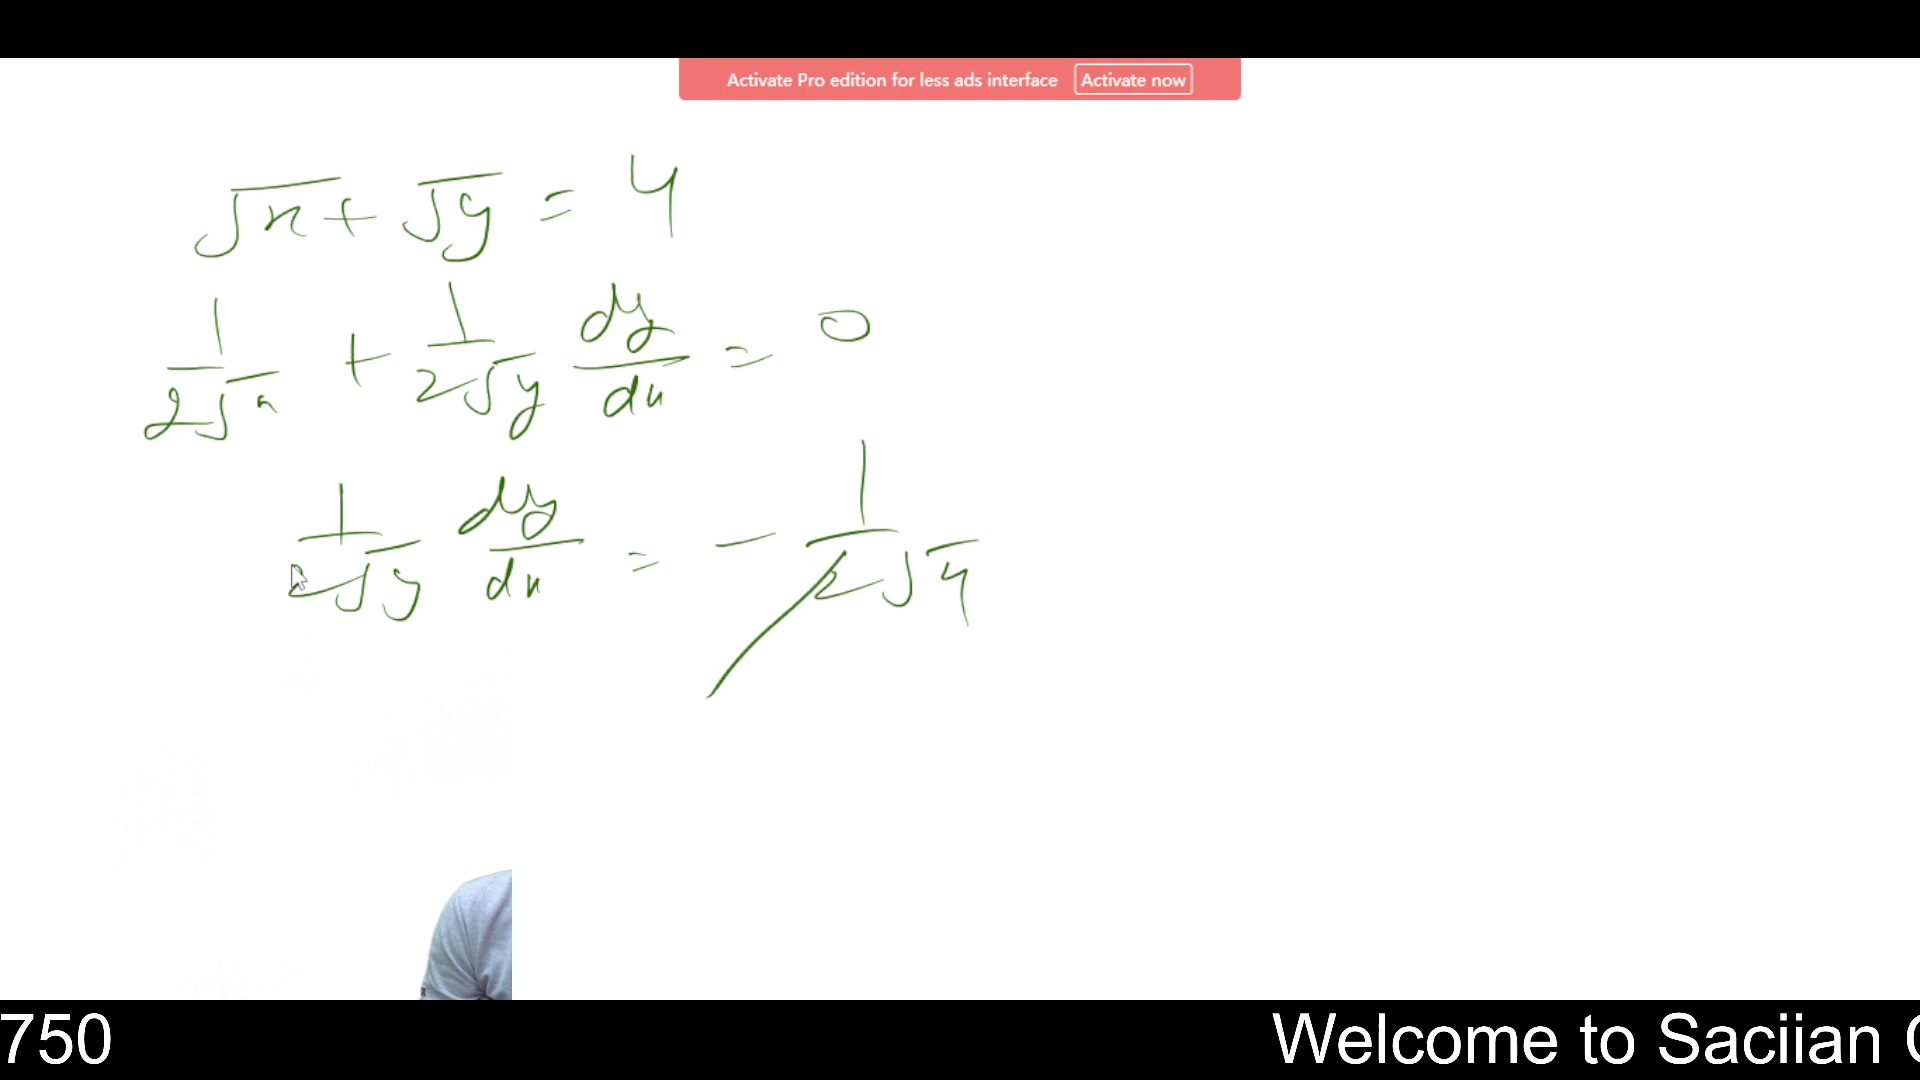 Activate Pro edition for less ads interface Activate now
√x + √y = 4
1/(2√x) + 1/(2√y) dy/dx = 0
1/(2√y) dy/dx = - 1/(2√y)
750 Welcome to Saciian